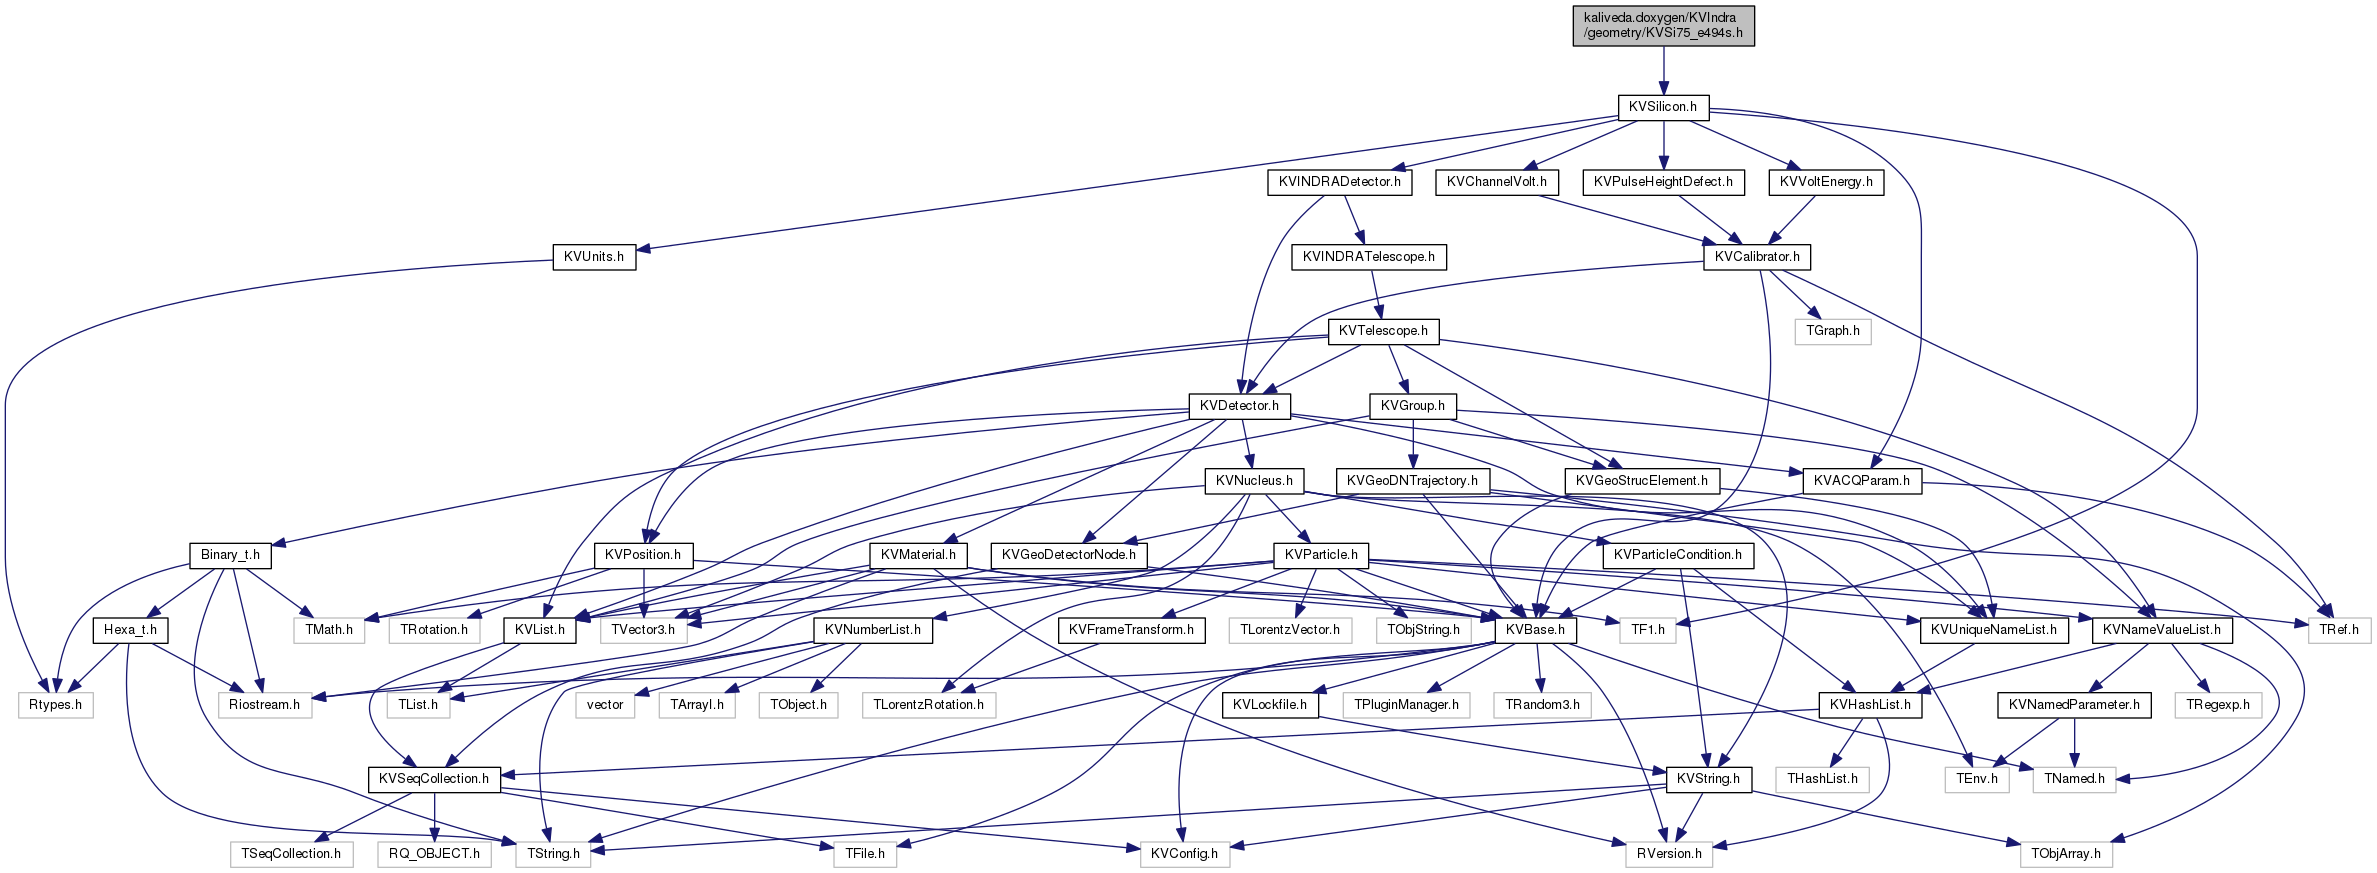 kaliveda.doxygen/KVIndra
/geometry/KVSi75_e494s.h
KVSilicon.h
KVINDRADetector.h
KVChannelVolt.h
KVPulseHeightDefect.h
KVVoltEnergy.h
KVUnits.h
KVINDRATelescope.h
KVCalibrator.h
KVTelescope.h
TGraph.h
KVDetector.h
KVGroup.h
KVNucleus.h
KVGeoDNTrajectory.h
KVGeoStrucElement.h
KVACQParam.h
Binary_t.h
KVPosition.h
KVMaterial.h
KVGeoDetectorNode.h
KVParticle.h
KVParticleCondition.h
Hexa_t.h
TMath.h
TRotation.h
KVList.h
TVector3.h
KVNumberList.h
KVFrameTransform.h
TLorentzVector.h
TObjString.h
KVBase.h
TF1.h
KVUniqueNameList.h
KVNameValueList.h
TRef.h
Rtypes.h
Riostream.h
TList.h
vector
TArrayI.h
TObject.h
TLorentzRotation.h
KVLockfile.h
TPluginManager.h
TRandom3.h
KVHashList.h
KVNamedParameter.h
TRegexp.h
KVSeqCollection.h
KVString.h
THashList.h
TEnv.h
TNamed.h
TSeqCollection.h
RQ_OBJECT.h
TString.h
TFile.h
KVConfig.h
RVersion.h
TObjArray.h